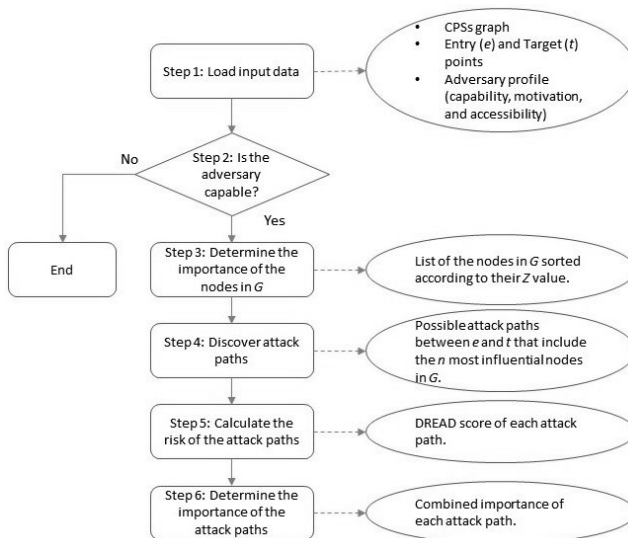 Step 1: Load input data
• CPSs graph
• Entry (e) and Target (t)
points
• Adversary profile
(capability, motivation,
and accessibility)
No
Step 2: Is the
adversary
capable?
Yes
End
Step 3: Determine the
importance of the
nodes in G
List of the nodes in G sorted
according to their Z value.
Step 4: Discover attack
paths
Possible attack paths
between e and t that include
the n most influential nodes
in G.
Step 5: Calculate the
risk of the attack paths
DREAD score of each attack
path.
Step 6: Determine the
importance of the
attack paths
Combined importance of
each attack path.